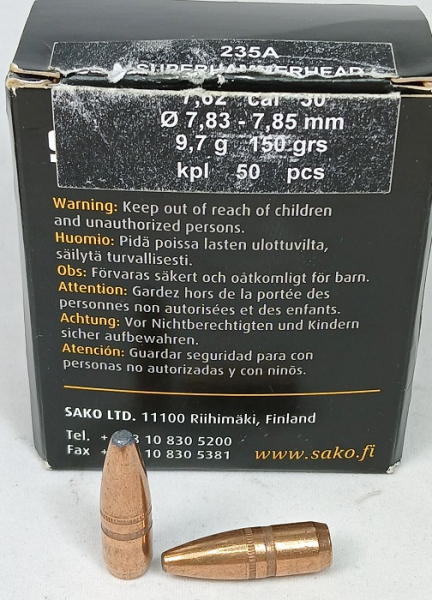 235A
SUPERHAMMERHEAD
7,62 cal 30
Ø 7,83 - 7,85 mm
9,7 g 150 grs
kpl 50 pcs
Warning: Keep out of reach of children
and unauthorized persons.
Huomio: Pidä poissa lasten ulottuvilta,
säilytä turvallisesti.
Obs: Förvaras säkert och oåtkomligt för barn.
Attention: Gardez hors de la portée des
personnes non autorisées et des enfants.
Achtung: Vor Nichtberechtigten und Kindern
sicher aufbewahren.
Atención: Guardar seguridad para con
personas no autorizadas y con ninõs.
SAKO LTD. 11100 Riihimäki, Finland
Tel. + 8 10 830 5200
Fax + 8 10 830 5381
www.sako.fi